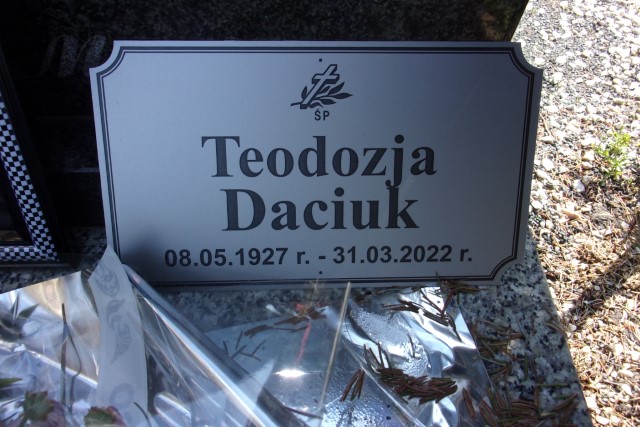 ŚP
Teodozja
Daciuk
08.05.1927 r. - 31.03.2022 r.